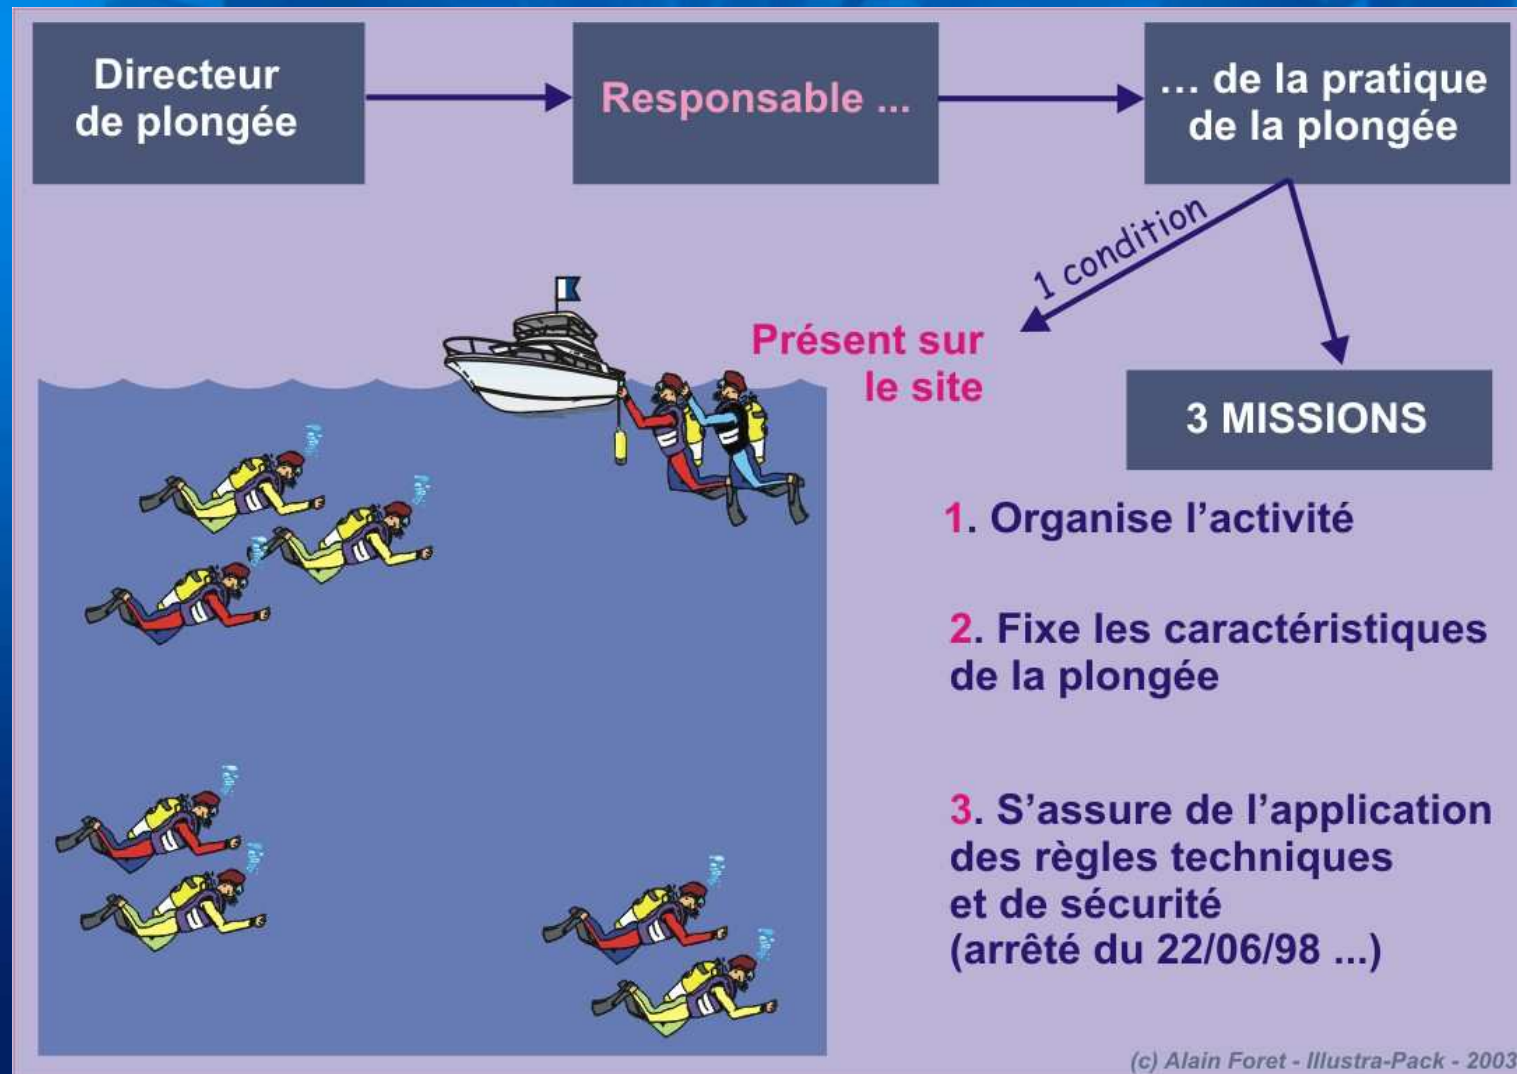 Directeur
de plongée
Responsable ...
... de la pratique
de la plongée
1 condition
Présent sur
le site
3 MISSIONS
1. Organise l'activité
2. Fixe les caractéristiques
de la plongée
3. S'assure de l'application
des règles techniques
et de sécurité
(arrêté du 22/06/98 ...)
(c) Alain Foret - Illustra-Pack - 2003